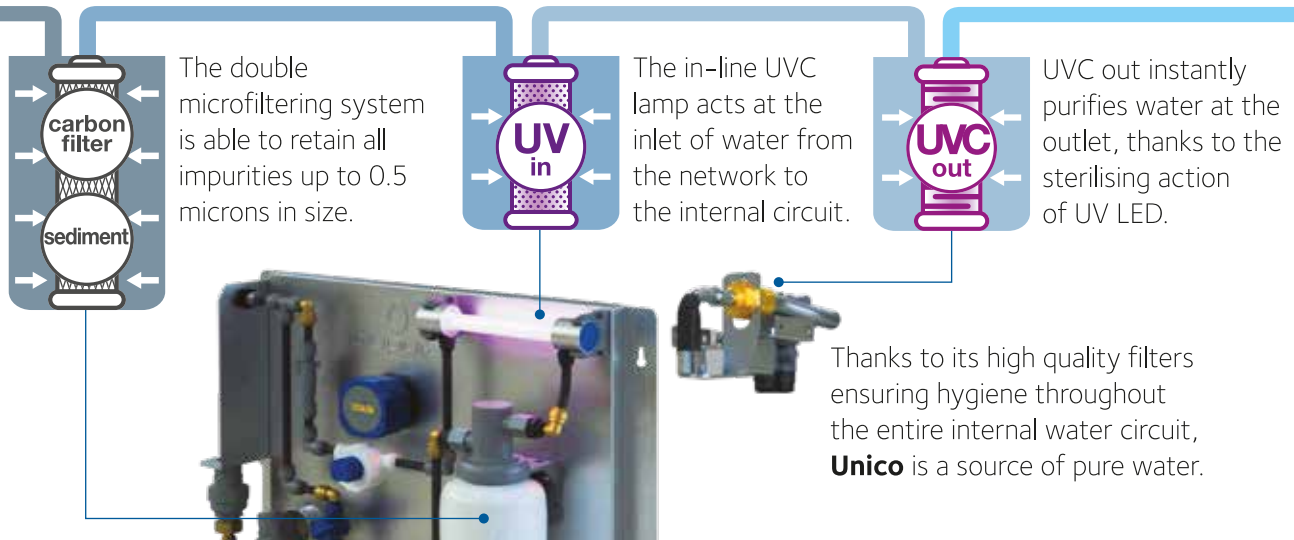 carbon
filter
sediment
The double
microfiltering system
is able to retain all
impurities up to 0.5
microns in size.
UV
in
The in-line UVC
lamp acts at the
inlet of water from
the network to
the internal circuit.
UVC
out
UVC out instantly
purifies water at the
outlet, thanks to the
sterilising action
of UV LED.
Thanks to its high quality filters
ensuring hygiene throughout
the entire internal water circuit,
Unico is a source of pure water.